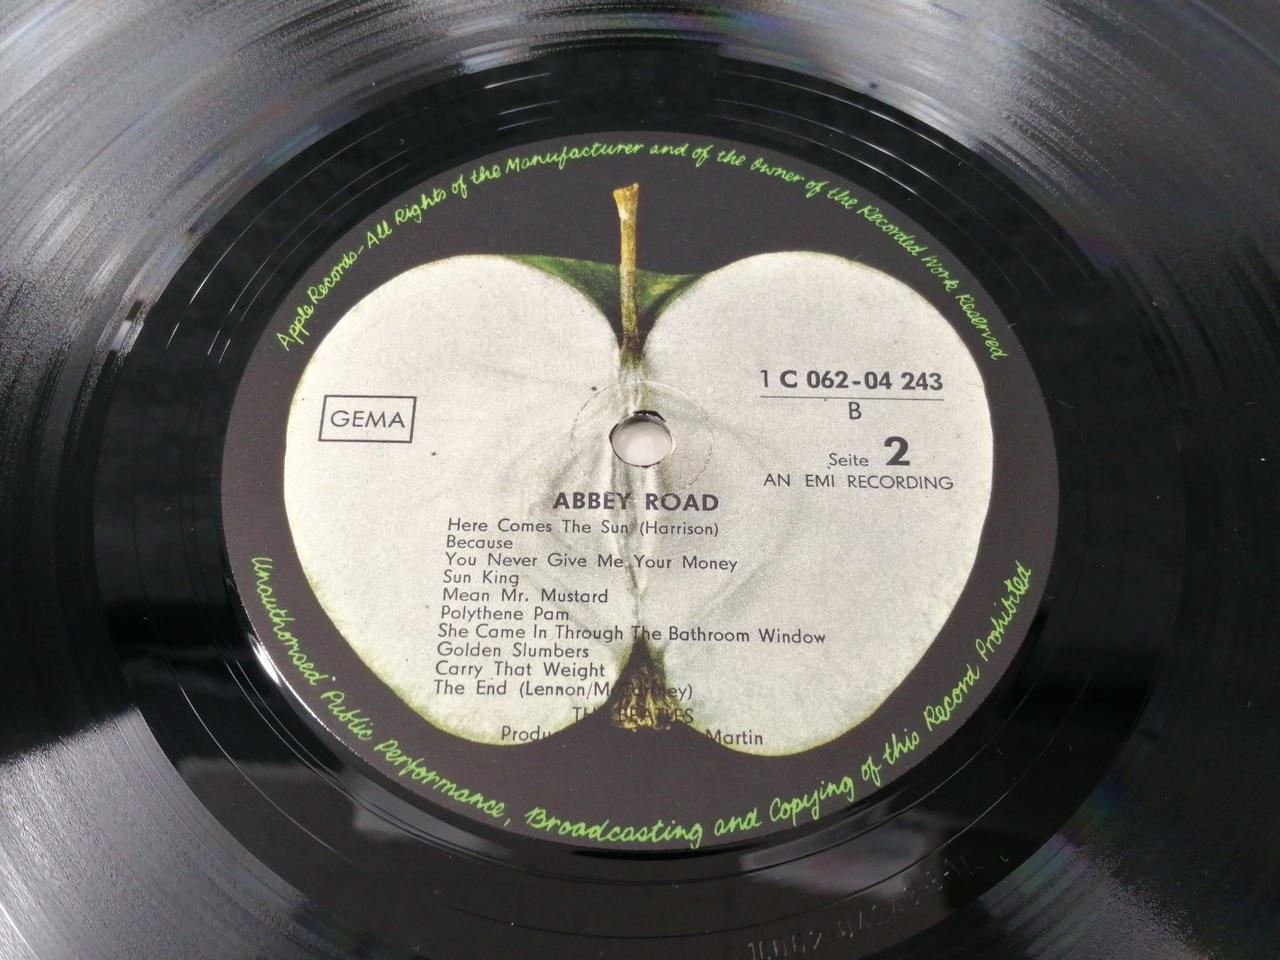 Apple Records-All Rights of the Manufacturer and of the Owner of the Recorded Work Reserved
1 C 062-04 243
B
GEMA
Seite 2
AN EMI RECORDING
ABBEY ROAD
Here Comes The Sun (Harrison)
Because
You Never Give Me Your Money
Sun King
Mean Mr. Mustard
Polythene Pam
She Came In Through The Bathroom Window
Golden Slumbers
Carry That Weight
The End (Lennon/McCartney)
THE BEATLES
Martin
Unauthorised Public Performance, Broadcasting and Copying of this Record Prohibited